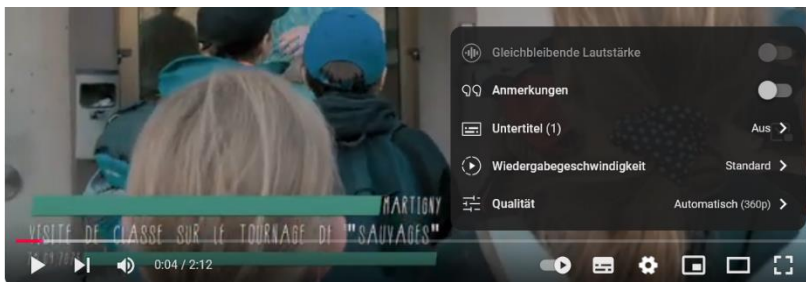 Gleichbleibende Lautstärke
Anmerkungen
Untertitel (1) Aus
Wiedergabegeschwindigkeit Standard
Qualität Automatisch (360p)
MARTIGNY
VISITE DE CLASSE SUR LE TOURNAGE DE "SAUVAGES"
0:04 / 2:12